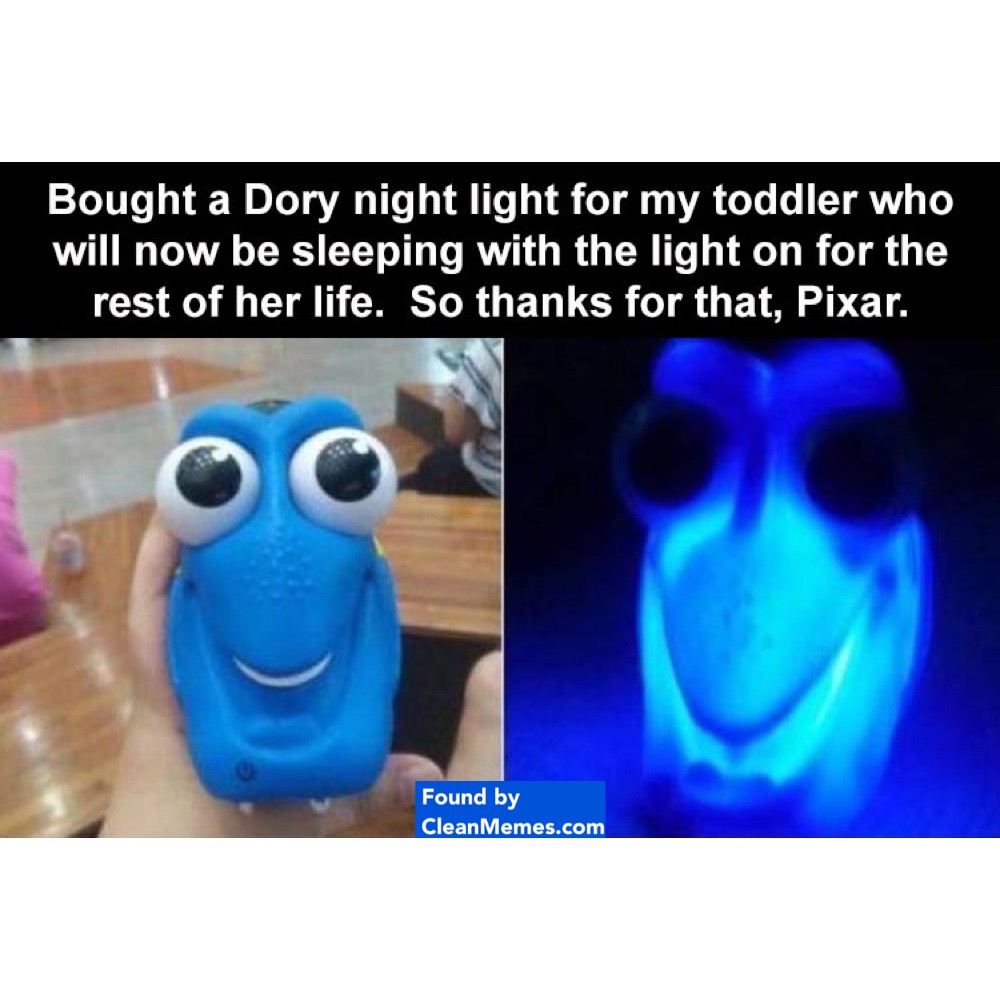 Bought a Dory night light for my toddler who
will now be sleeping with the light on for the
rest of her life.  So thanks for that, Pixar.
Found by
CleanMemes.com